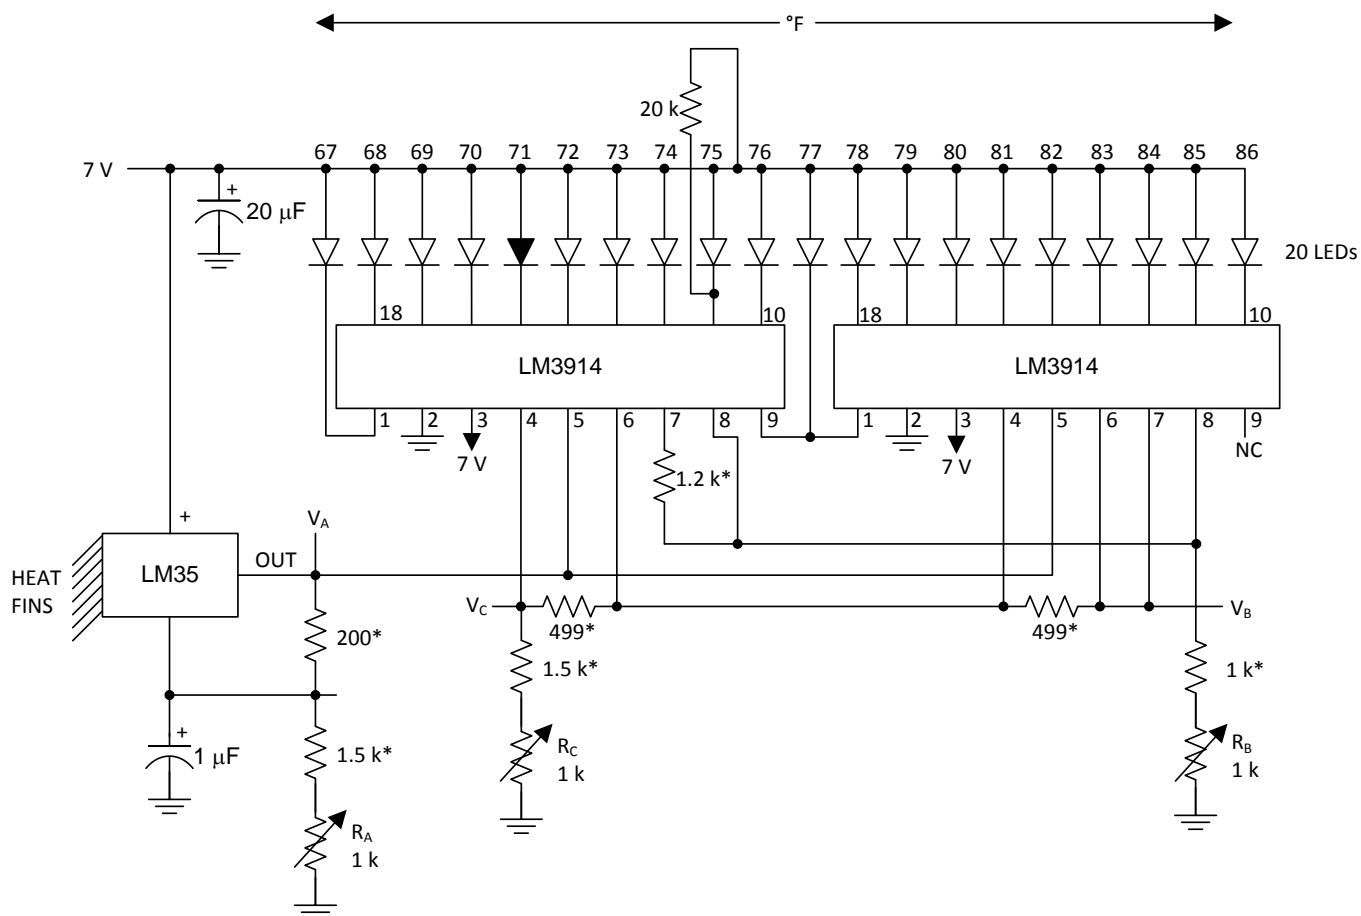 °F
20 k
7 V
67 68 69 70 71 72 73 74 75 76 77 78 79 80 81 82 83 84 85 86
+
20 μF
20 LEDs
18 10 18 10
LM3914 LM3914
1 2 3 4 5 6 7 8 9 1 2 3 4 5 6 7 8 9
7 V 7 V NC
1.2 k*
+
VA
HEAT
FINS
LM35
OUT
VC VB
499* 499*
200*
1.5 k* 1 k*
+
1 μF
1.5 k*
RC
1 k
RB
1 k
RA
1 k